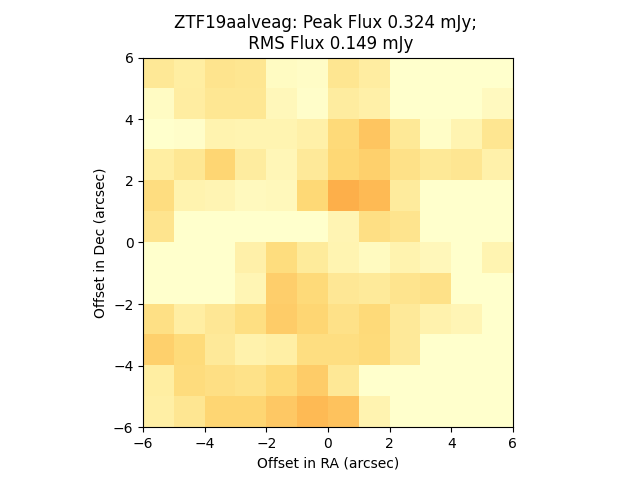 ZTF19aalveag: Peak Flux 0.324 mJy;
RMS Flux 0.149 mJy
6
4
2
0
−2
−4
−6
Offset in Dec (arcsec)
−6 −4 −2 0 2 4 6
Offset in RA (arcsec)